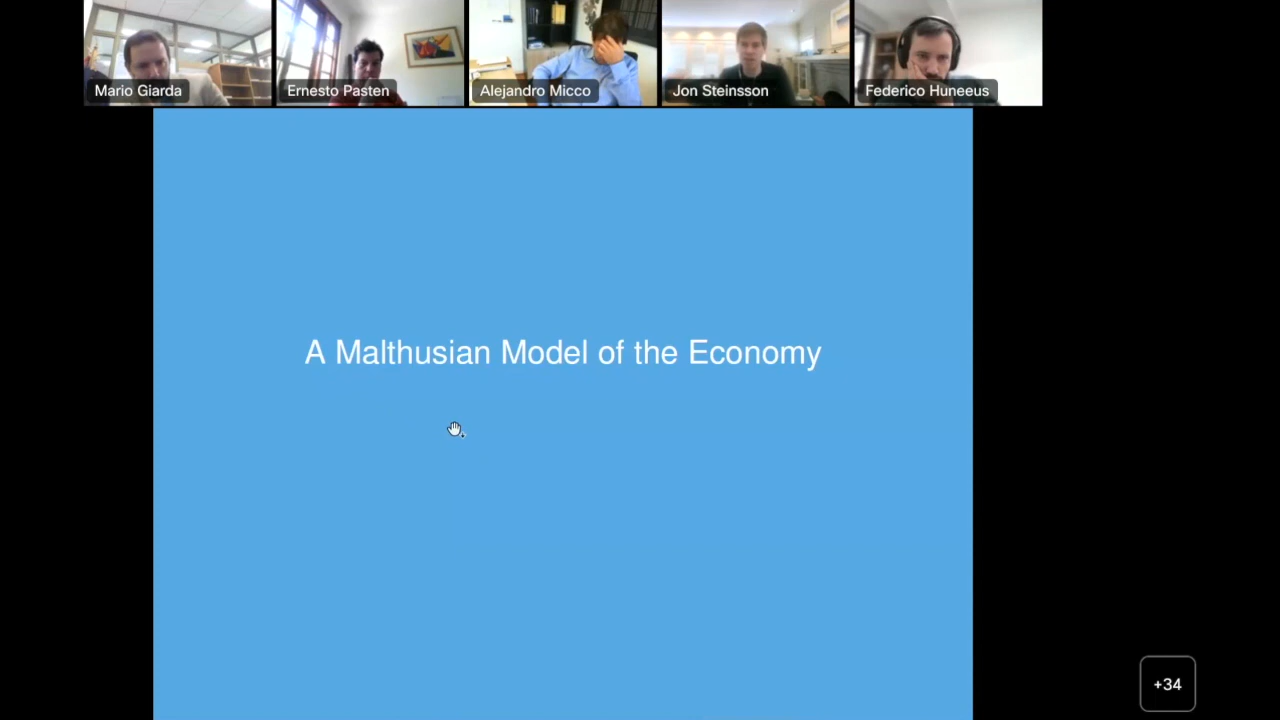 Mario Giarda
Ernesto Pasten
Alejandro Micco
Jon Steinsson
Federico Huneeus
A Malthusian Model of the Economy
+34